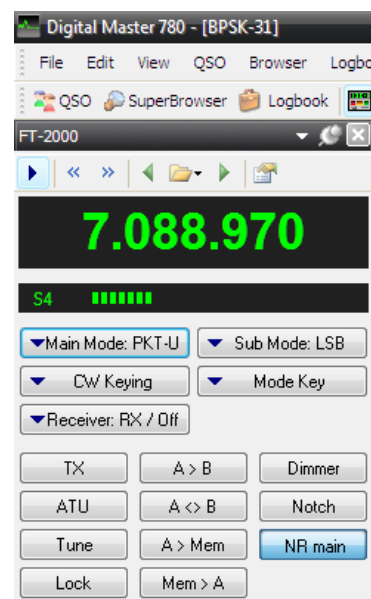 Digital Master 780 - [BPSK-31]
File Edit View QSO Browser
QSO SuperBrowser Logbook
FT-2000
7.088.970
S4
Main Mode: PKT-U Sub Mode: LSB
CW Keying Mode Key
Receiver: RX / Off
TX A > B Dimmer
ATU A <> B Notch
Tune A > Mem NR main
Lock Mem > A